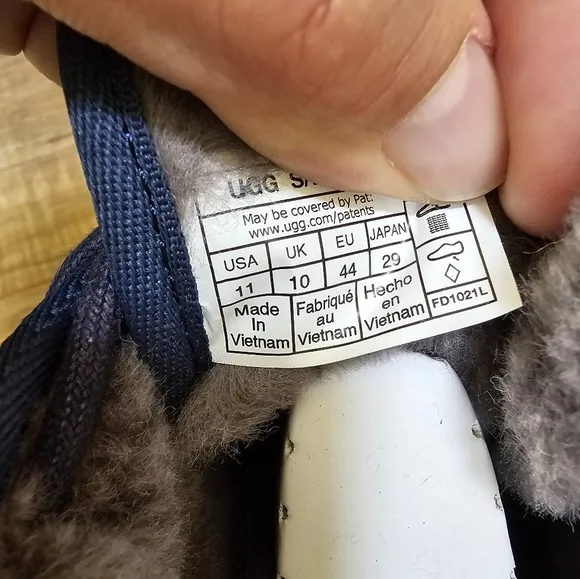 UGG
May be covered by Pat:
www.ugg.com/patents
USA UK EU JAPAN
11 10 44 29
Made In Vietnam
Fabriqué au Vietnam
Hecho en Vietnam
FD1021L